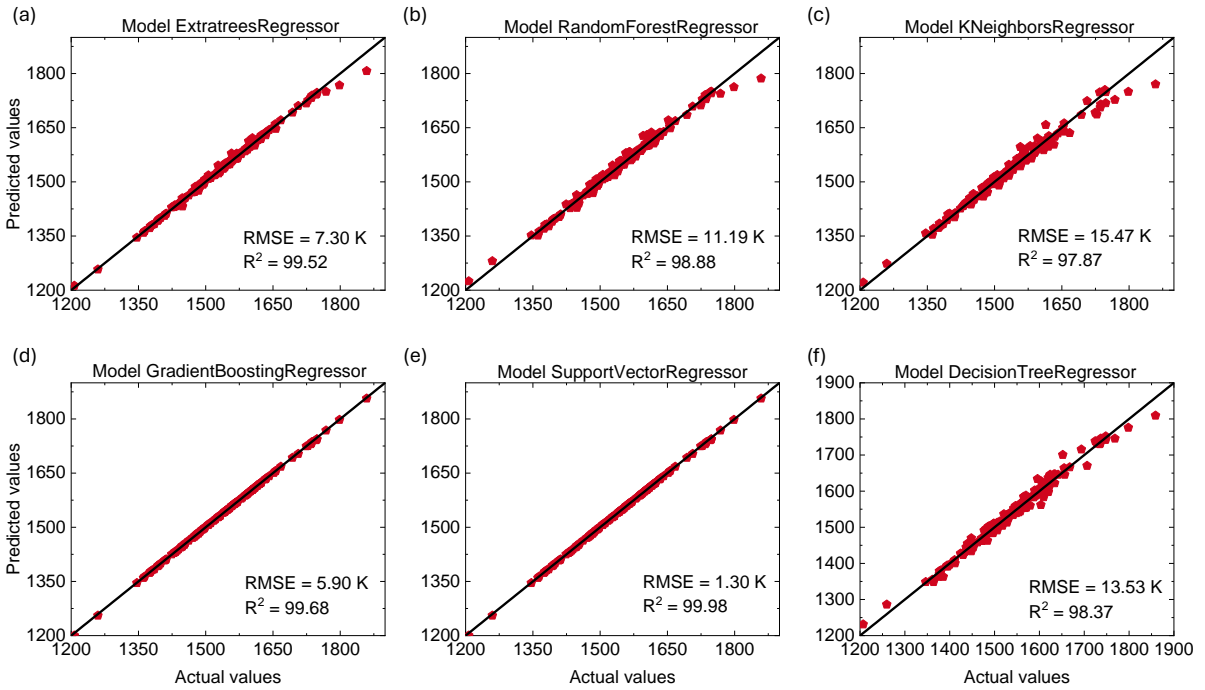 (a)
Model ExtratreesRegressor
1800
1650
1500
1350
1200
1200 1350 1500 1650 1800
Predicted values
RMSE = 7.30 K
R² = 99.52
(b)
Model RandomForestRegressor
1800
1650
1500
1350
1200
1200 1350 1500 1650 1800
RMSE = 11.19 K
R² = 98.88
(c)
Model KNeighborsRegressor
1800
1650
1500
1350
1200
1200 1350 1500 1650 1800
RMSE = 15.47 K
R² = 97.87
(d)
Model GradientBoostingRegressor
1800
1650
1500
1350
1200
1200 1350 1500 1650 1800
Predicted values
Actual values
RMSE = 5.90 K
R² = 99.68
(e)
Model SupportVectorRegressor
1800
1650
1500
1350
1200
1200 1350 1500 1650 1800
Actual values
RMSE = 1.30 K
R² = 99.98
(f)
Model DecisionTreeRegressor
1900
1800
1700
1600
1500
1400
1300
1200
1200 1300 1400 1500 1600 1700 1800 1900
Actual values
RMSE = 13.53 K
R² = 98.37